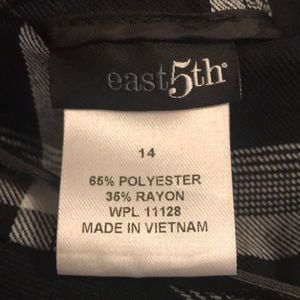 east5th®
14
65% POLYESTER
35% RAYON
WPL 11128
MADE IN VIETNAM